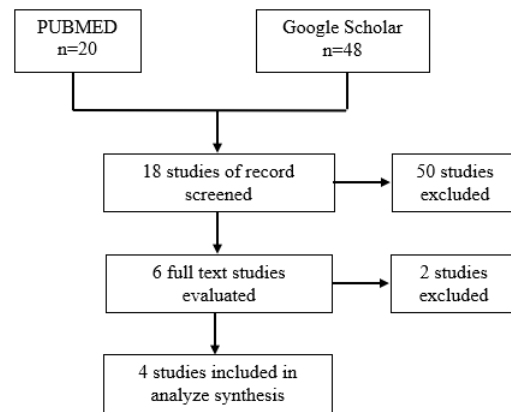 PUBMED
n=20
Google Scholar
n=48
18 studies of record
screened
50 studies
excluded
6 full text studies
evaluated
2 studies
excluded
4 studies included in
analyze synthesis